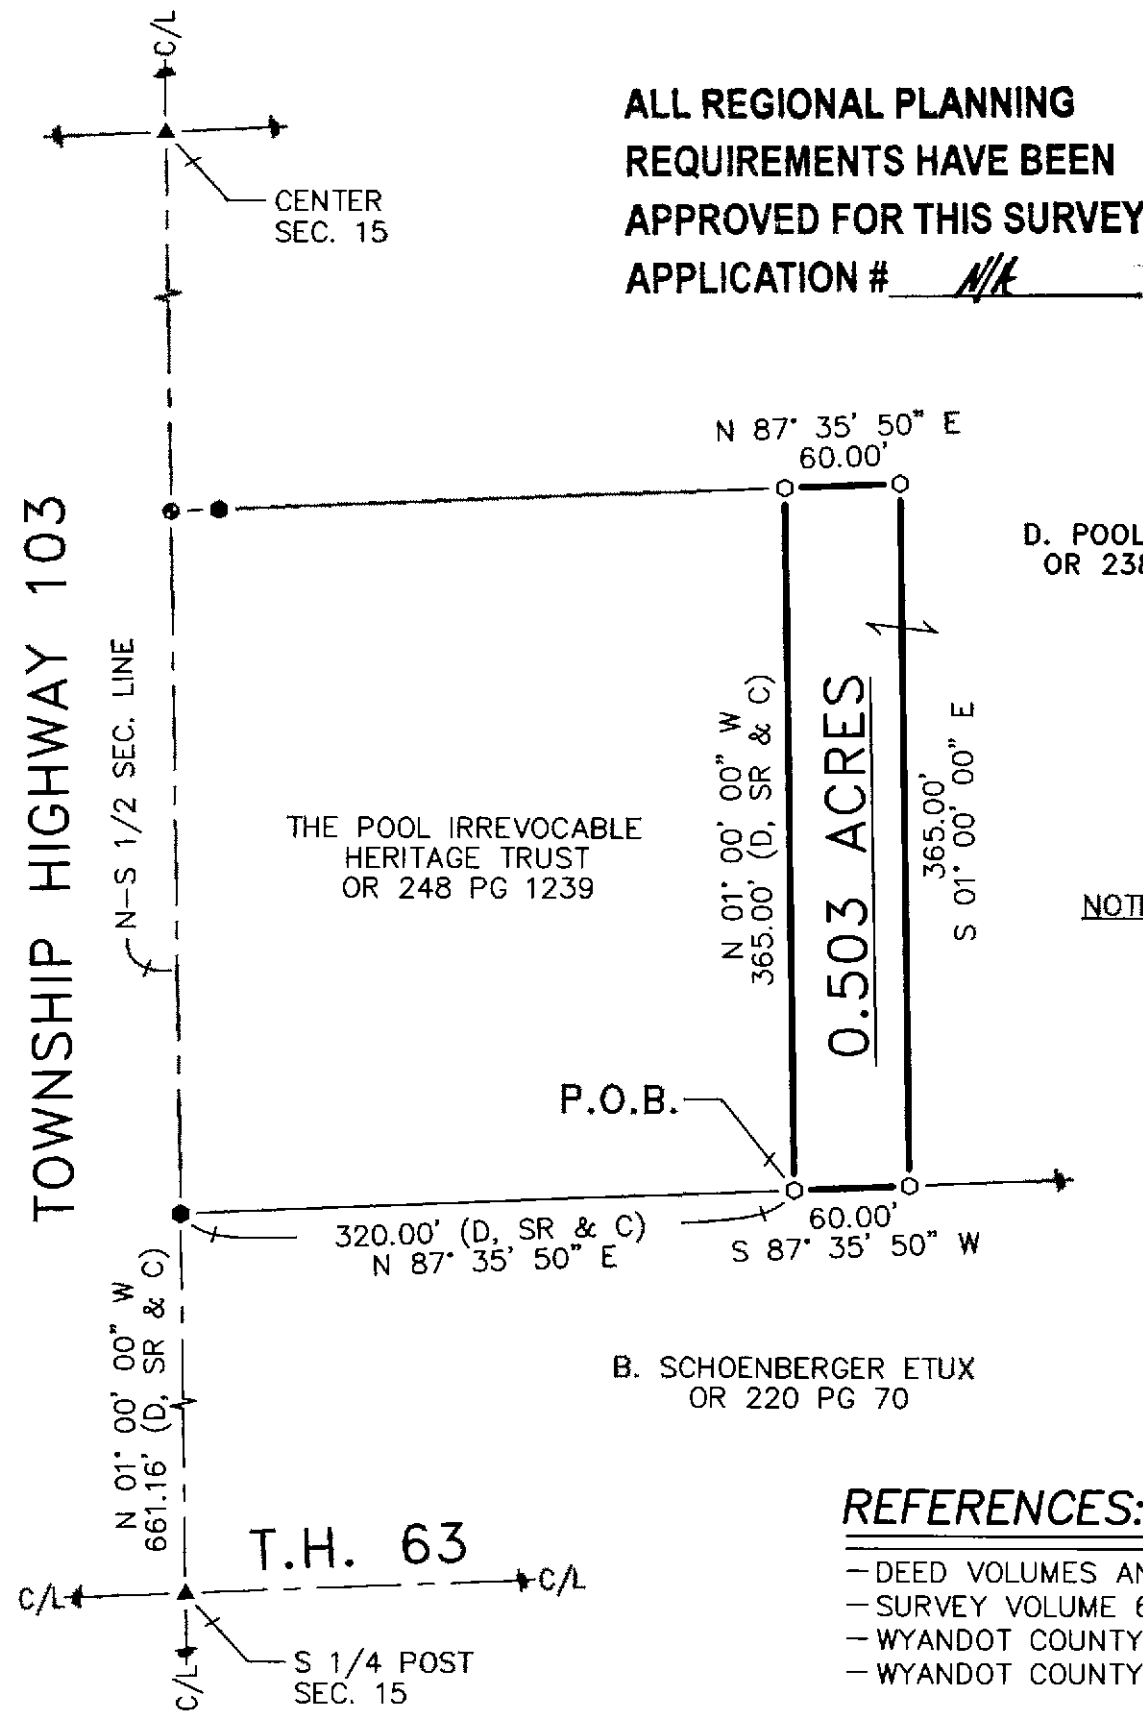 C/L
ALL REGIONAL PLANNING
REQUIREMENTS HAVE BEEN
APPROVED FOR THIS SURVEY
APPLICATION # N/A
CENTER
SEC. 15
N 87° 35' 50" E
60.00'
D. POOL
OR 238
TOWNSHIP HIGHWAY 103
N-S 1/2 SEC. LINE
THE POOL IRREVOCABLE
HERITAGE TRUST
OR 248 PG 1239
N 01° 00' 00" W
365.00' (D, SR & C)
0.503 ACRES
365.00'
S 01° 00' 00" E
P.O.B.
320.00' (D, SR & C)
N 87° 35' 50" E
60.00'
S 87° 35' 50" W
N 01° 00' 00" W
661.16' (D, SR & C)
B. SCHOENBERGER ETUX
OR 220 PG 70
T.H. 63
C/L
C/L
C/L
S 1/4 POST
SEC. 15
REFERENCES:
-DEED VOLUMES
-SURVEY VOLUME
-WYANDOT COUNTY
-WYANDOT COUNTY